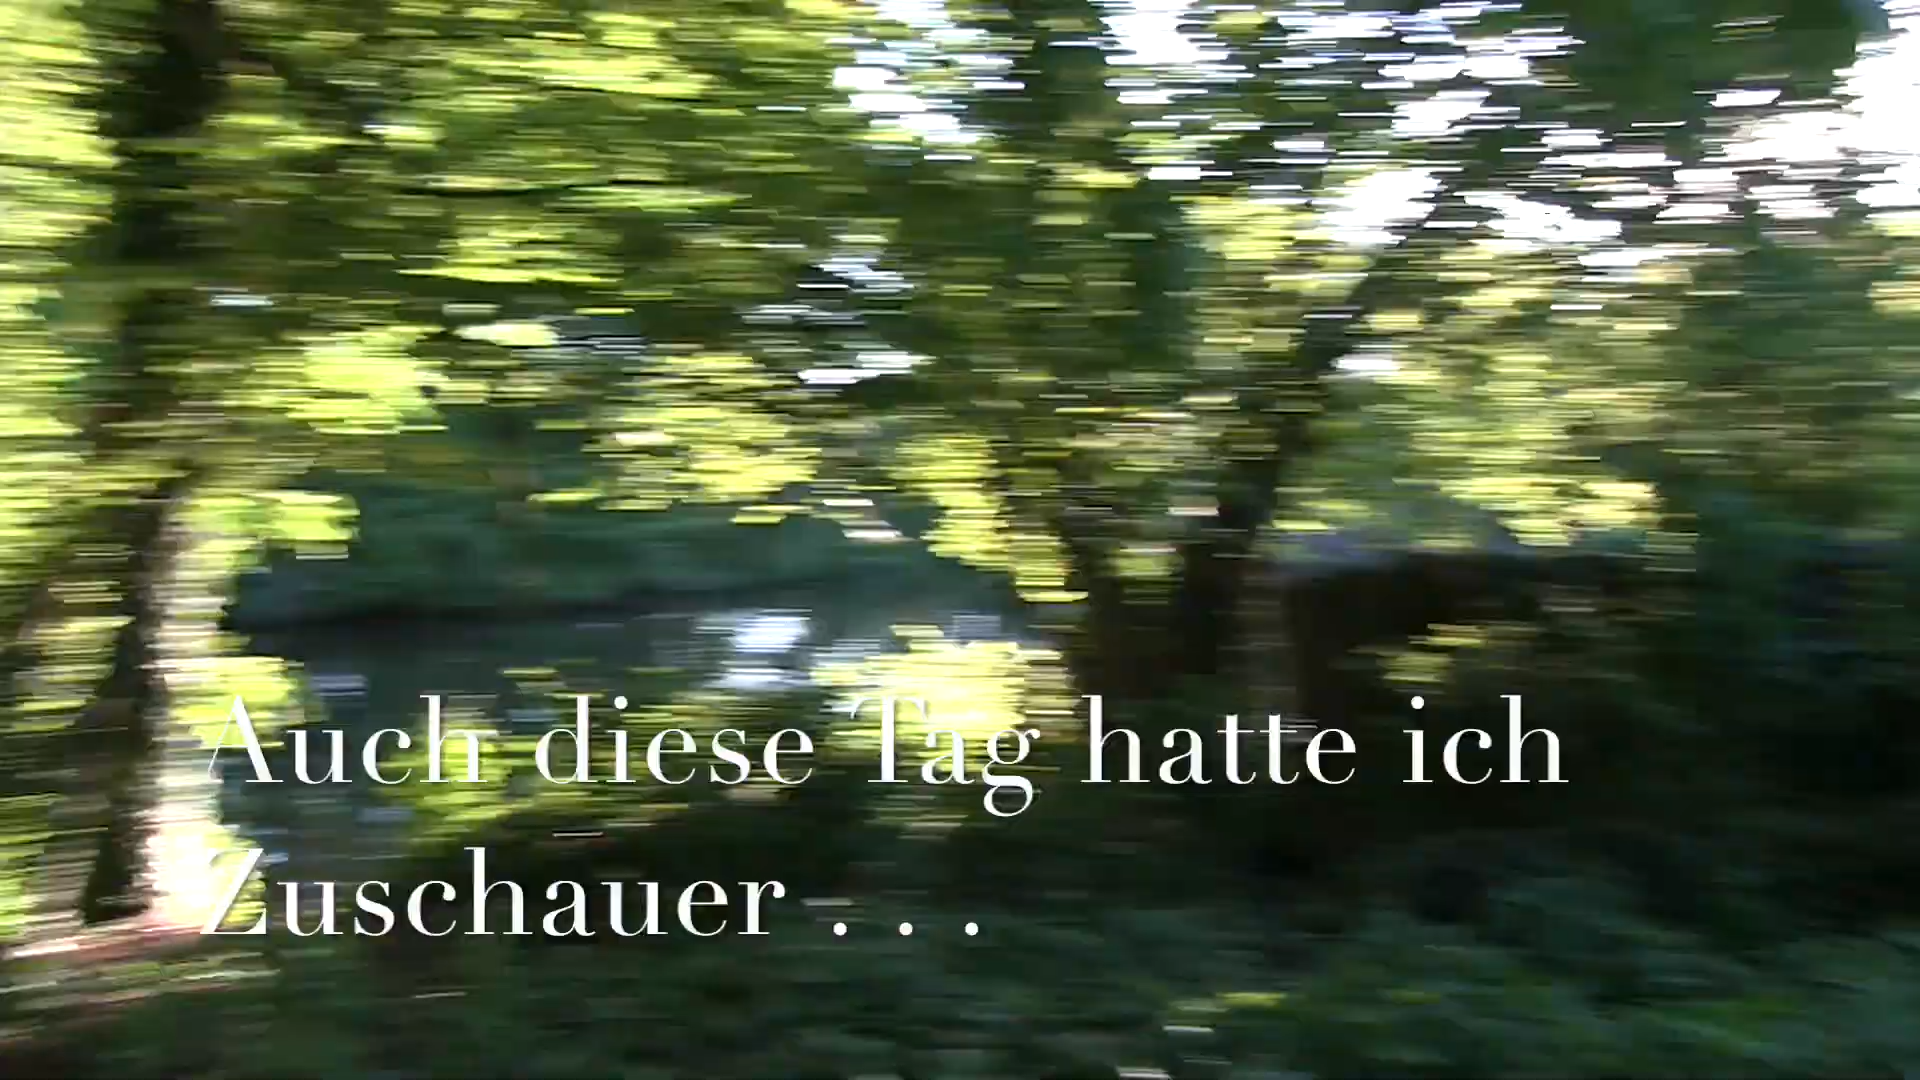 Auch diese Tag hatte ich
Zuschauer . . .